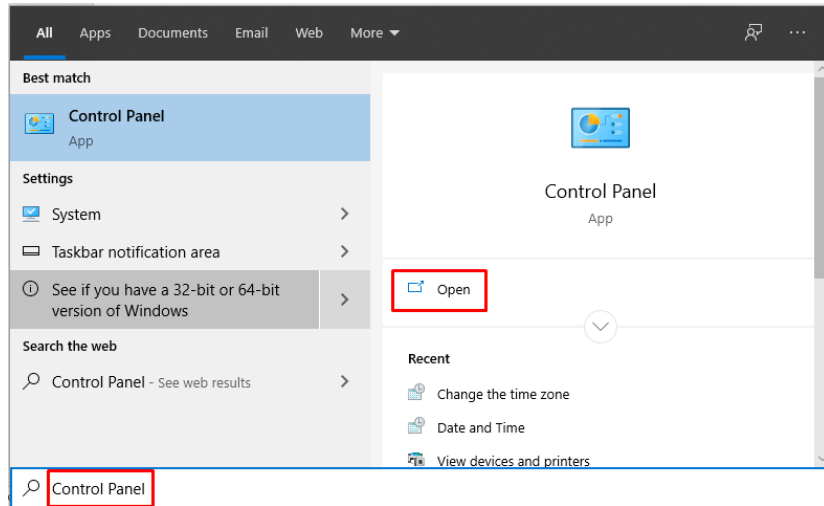 All Apps Documents Email Web More
Best match
Control Panel
App
Settings
System
Taskbar notification area
See if you have a 32-bit or 64-bit
version of Windows
Search the web
Control Panel - See web results
Control Panel
App
Open
Recent
Change the time zone
Date and Time
View devices and printers
Control Panel